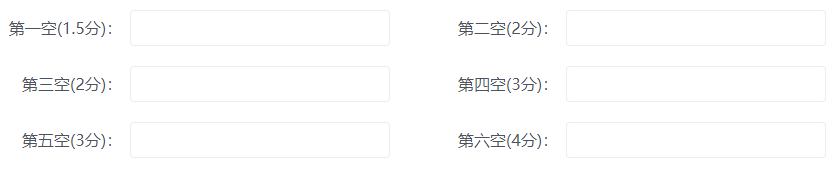 第一空(1.5分)： 第二空(2分)：
第三空(2分)： 第四空(3分)：
第五空(3分)： 第六空(4分)：